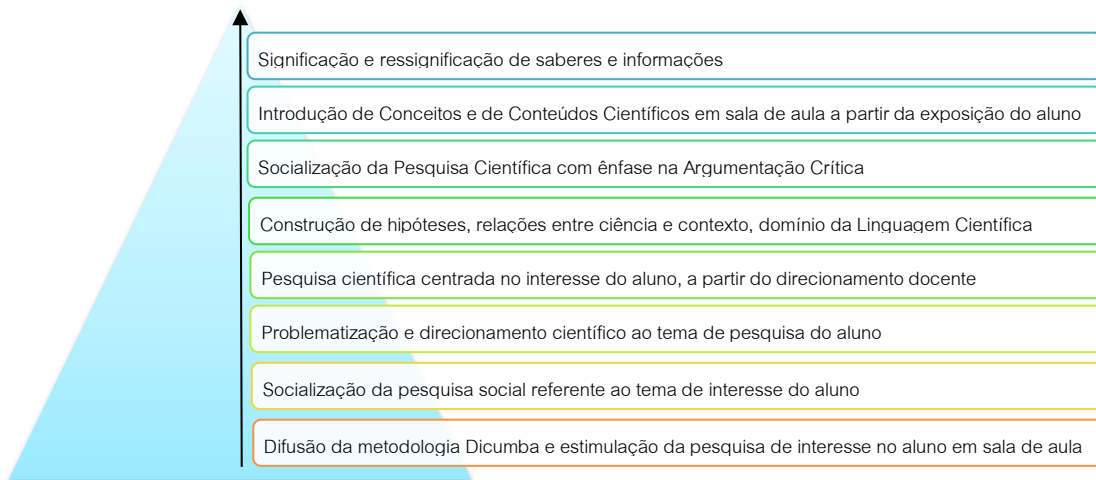 Significação e ressignificação de saberes e informações
Introdução de Conceitos e de Conteúdos Científicos em sala de aula a partir da exposição do aluno
Socialização da Pesquisa Científica com ênfase na Argumentação Crítica
Construção de hipóteses, relações entre ciência e contexto, domínio da Linguagem Científica
Pesquisa científica centrada no interesse do aluno, a partir do direcionamento docente
Problematização e direcionamento científico ao tema de pesquisa do aluno
Socialização da pesquisa social referente ao tema de interesse do aluno
Difusão da metodologia Dicumba e estimulação da pesquisa de interesse no aluno em sala de aula